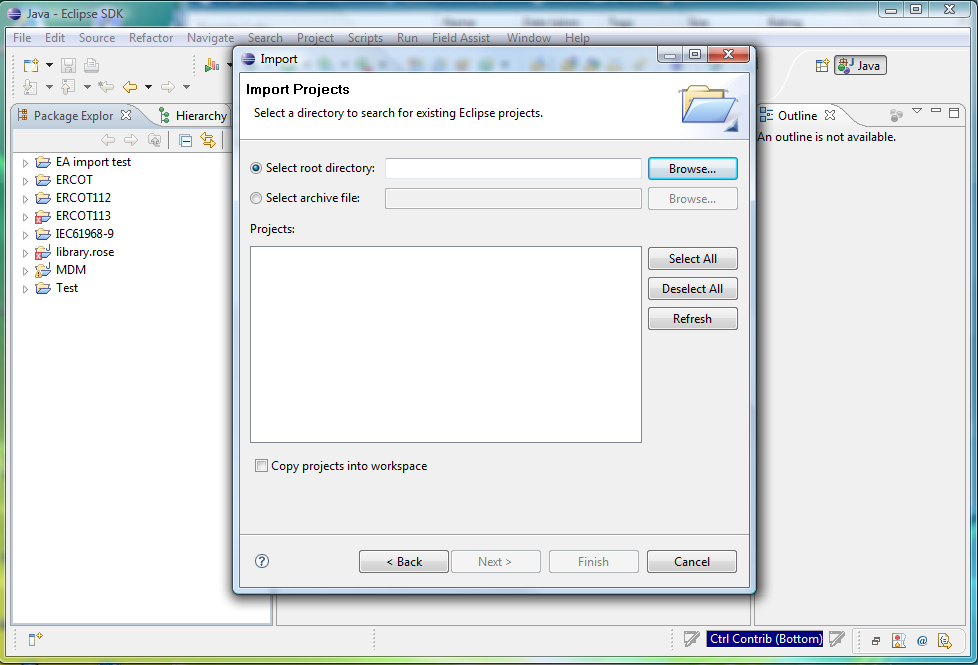 Java - Eclipse SDK
File Edit Source Refactor Navigate Search Project Scripts Run Field Assist Window Help
Java
Package Explor
Hierarchy
EA import test
ERCOT
ERCOT112
ERCOT113
IEC61968-9
library.rose
MDM
Test
Import
Import Projects
Select a directory to search for existing Eclipse projects.
Select root directory:
Browse...
Select archive file:
Browse...
Projects:
Select All
Deselect All
Refresh
Copy projects into workspace
?
< Back
Next >
Finish
Cancel
Outline
An outline is not available.
Ctrl Contrib (Bottom)
@